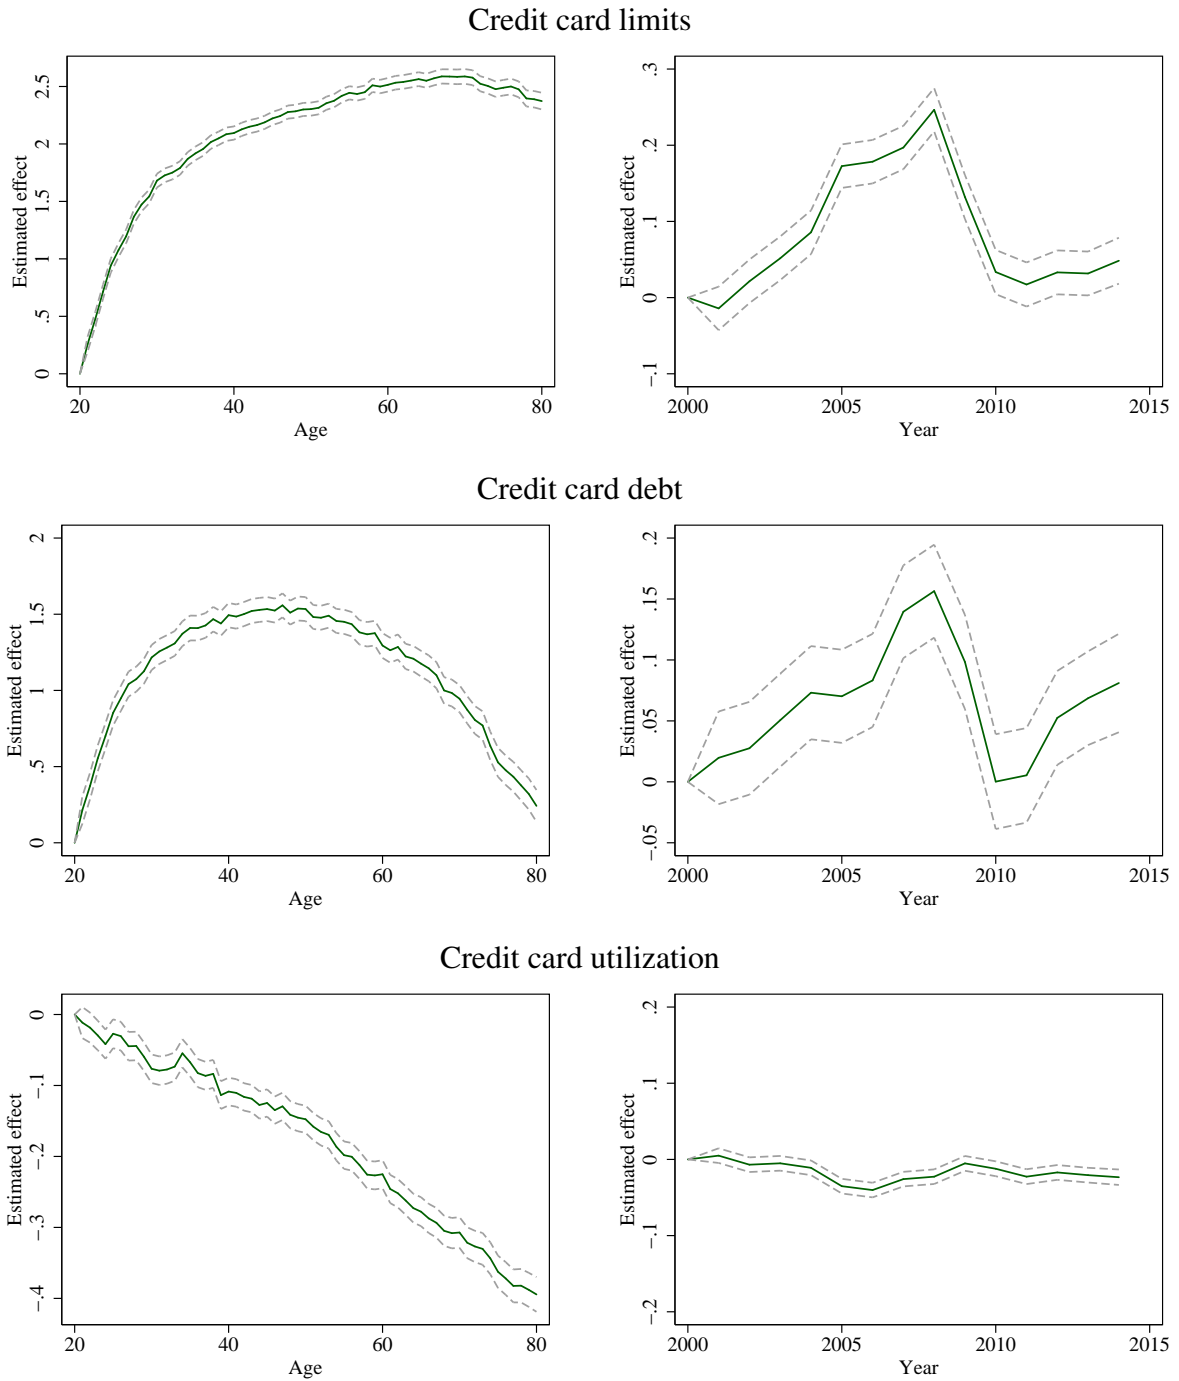 Credit card limits
Estimated effect
0 .5 1 1.5 2 2.5
20 40 60 80
Age
Estimated effect
−.1 0 .1 .2 .3
2000 2005 2010 2015
Year
Credit card debt
Estimated effect
0 .5 1 1.5 2
20 40 60 80
Age
Estimated effect
−.05 0 .05 .1 .15 .2
2000 2005 2010 2015
Year
Credit card utilization
Estimated effect
−.4 −.3 −.2 −.1 0
20 40 60 80
Age
Estimated effect
−.2 −.1 0 .1 .2
2000 2005 2010 2015
Year